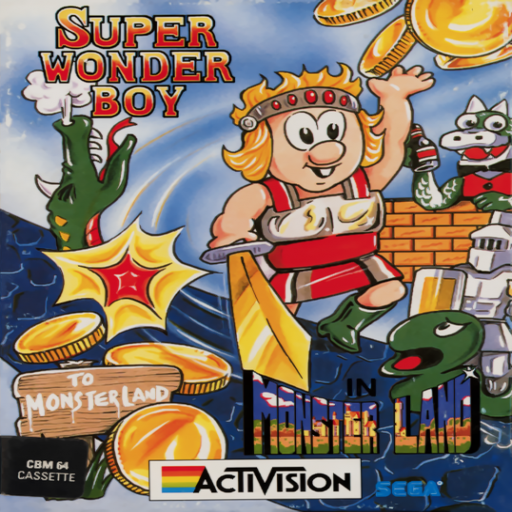 SUPER
WONDER
BOY
TO
MONSTERLAND
IN
MONSTER LAND
CBM 64
CASSETTE
ACTIVISION
SEGA